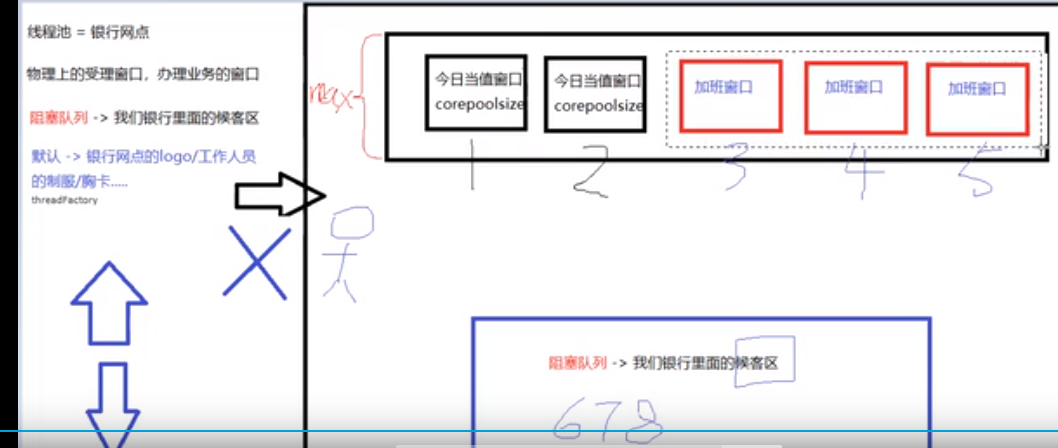 线程池 = 银行网点
物理上的受理窗口，办理业务的窗口
阻塞队列 -> 我们银行里面的候客区
默认 -> 银行网点的logo/工作人员
的制服/胸卡.....
threadFactory
max
今日当值窗口
corepoolsize
今日当值窗口
corepoolsize
加班窗口
加班窗口
加班窗口
1 2 3 4 5
阻塞队列 -> 我们银行里面的候客区
678